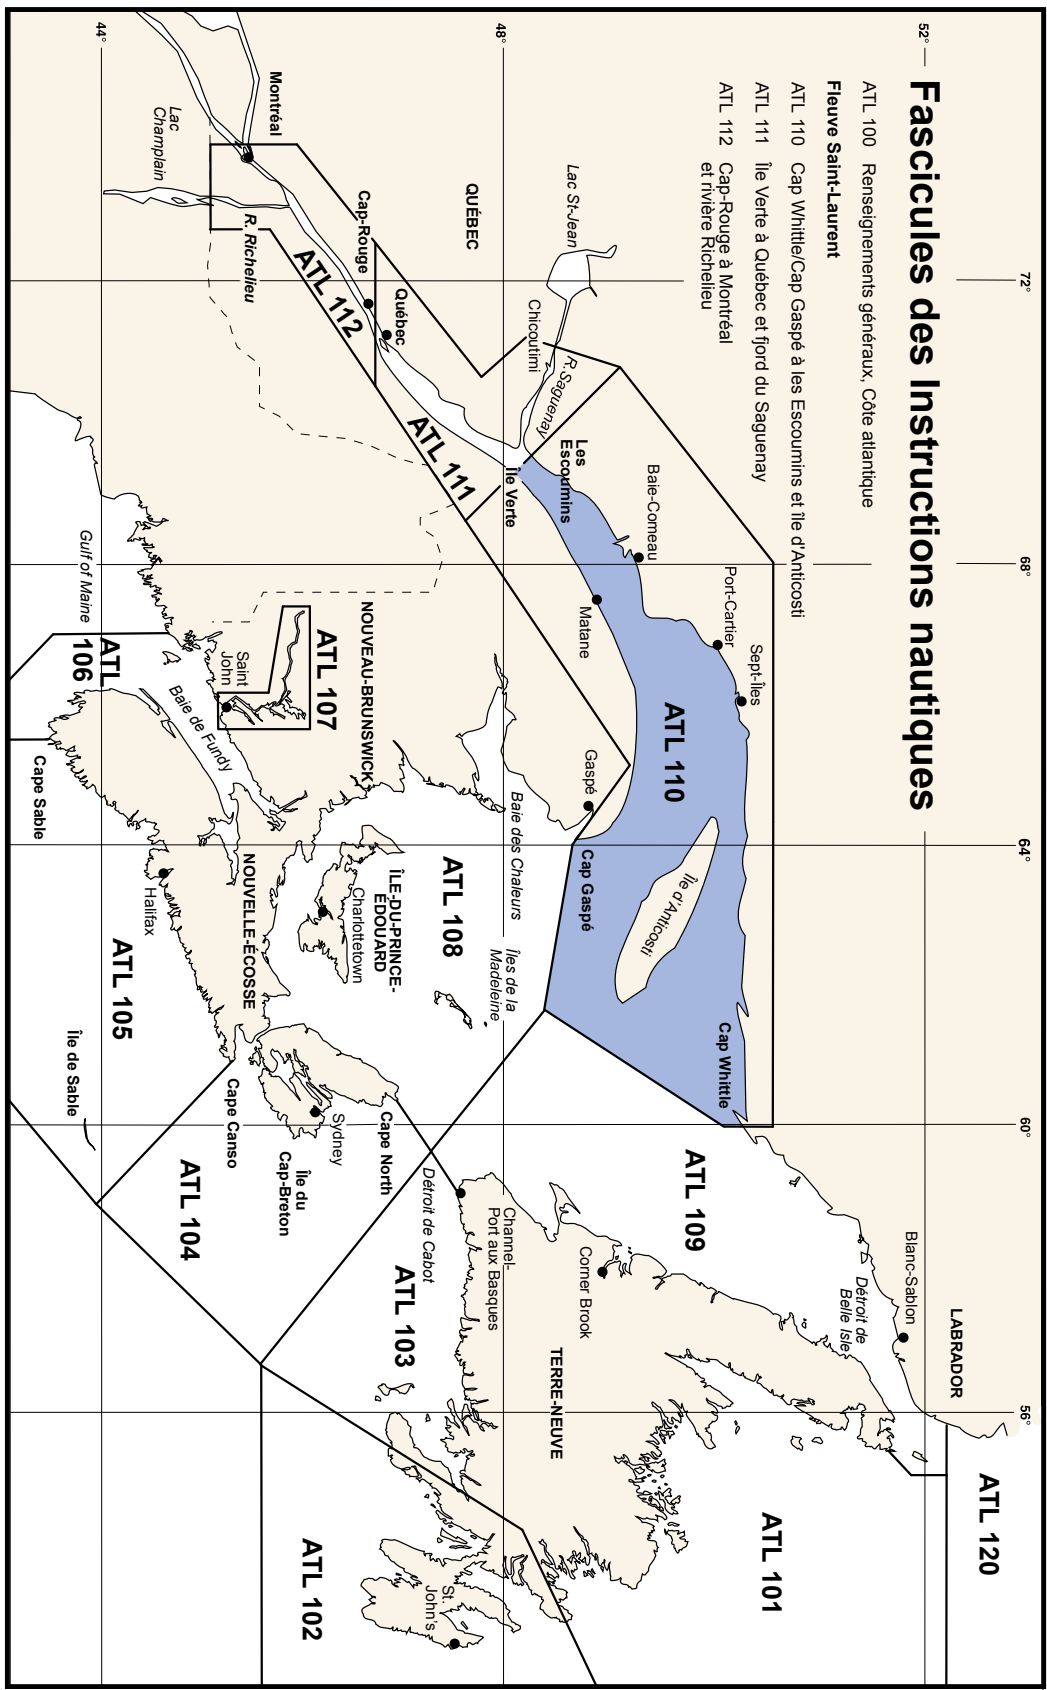 Fascicules des Instructions nautiques
ATL 100 Renseignements généraux, Côte atlantique
Fleuve Saint-Laurent
ATL 110 Cap Whittle/Cap Gaspé à les Escoumins et île d'Anticosti
ATL 111 Île Verte à Québec et fjord du Saguenay
ATL 112 Cap-Rouge à Montréal
et rivière Richelieu
72°
68°
64°
60°
56°
52°
48°
44°
LABRADOR
ATL 120
Blanc-Sablon
Détroit de
Belle Isle
ATL 101
Sept-Îles
Port-Cartier
Cap Whittle
ATL 109
ATL 110
Baie-Comeau
Île d'Anticosti
Lac St-Jean
Chicoutimi
R. Saguenay
Les
Escoumins
Matane
Gaspé
Cap Gaspé
Corner Brook
TERRE-NEUVE
QUÉBEC
Île Verte
Baie des Chaleurs
Îles de la
Madeleine
Channel-
Port aux Basques
ATL 111
ATL 108
Québec
Cap-Rouge
NOUVEAU-BRUNSWICK
ÎLE-DU-PRINCE-
ÉDOUARD
Charlottetown
Cape North
Détroit de Cabot
ATL 103
St.
John's
ATL 112
ATL 107
Sydney
Île du
Cap-Breton
ATL 102
Montréal
R. Richelieu
Saint
John
NOUVELLE-ÉCOSSE
Cape Canso
ATL 104
Lac
Champlain
Baie de Fundy
Halifax
ATL 105
Gulf of Maine
ATL
106
Île de Sable
Cape Sable